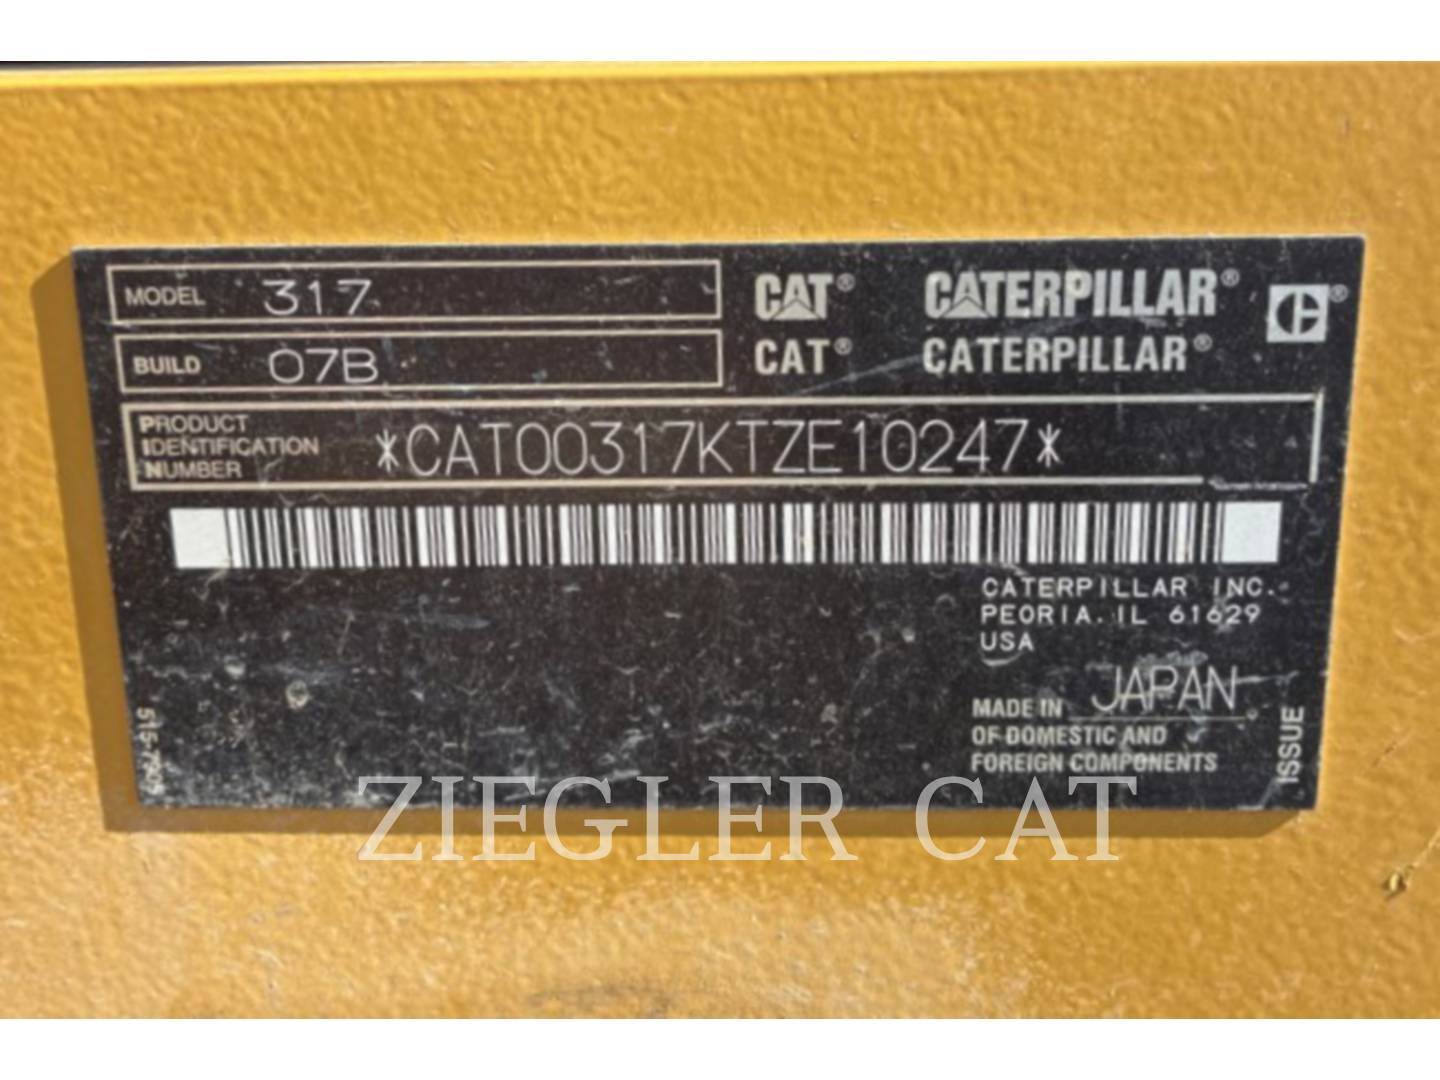 MODEL 317
BUILD 07B
CAT® CATERPILLAR® ®
CAT® CATERPILLAR®
PRODUCT
IDENTIFICATION
NUMBER
*CAT00317KTZE10247*
CATERPILLAR INC.
PEORIA, IL 61629
USA
MADE IN JAPAN
OF DOMESTIC AND
FOREIGN COMPONENTS
ISSUE
ZIEGLER CAT